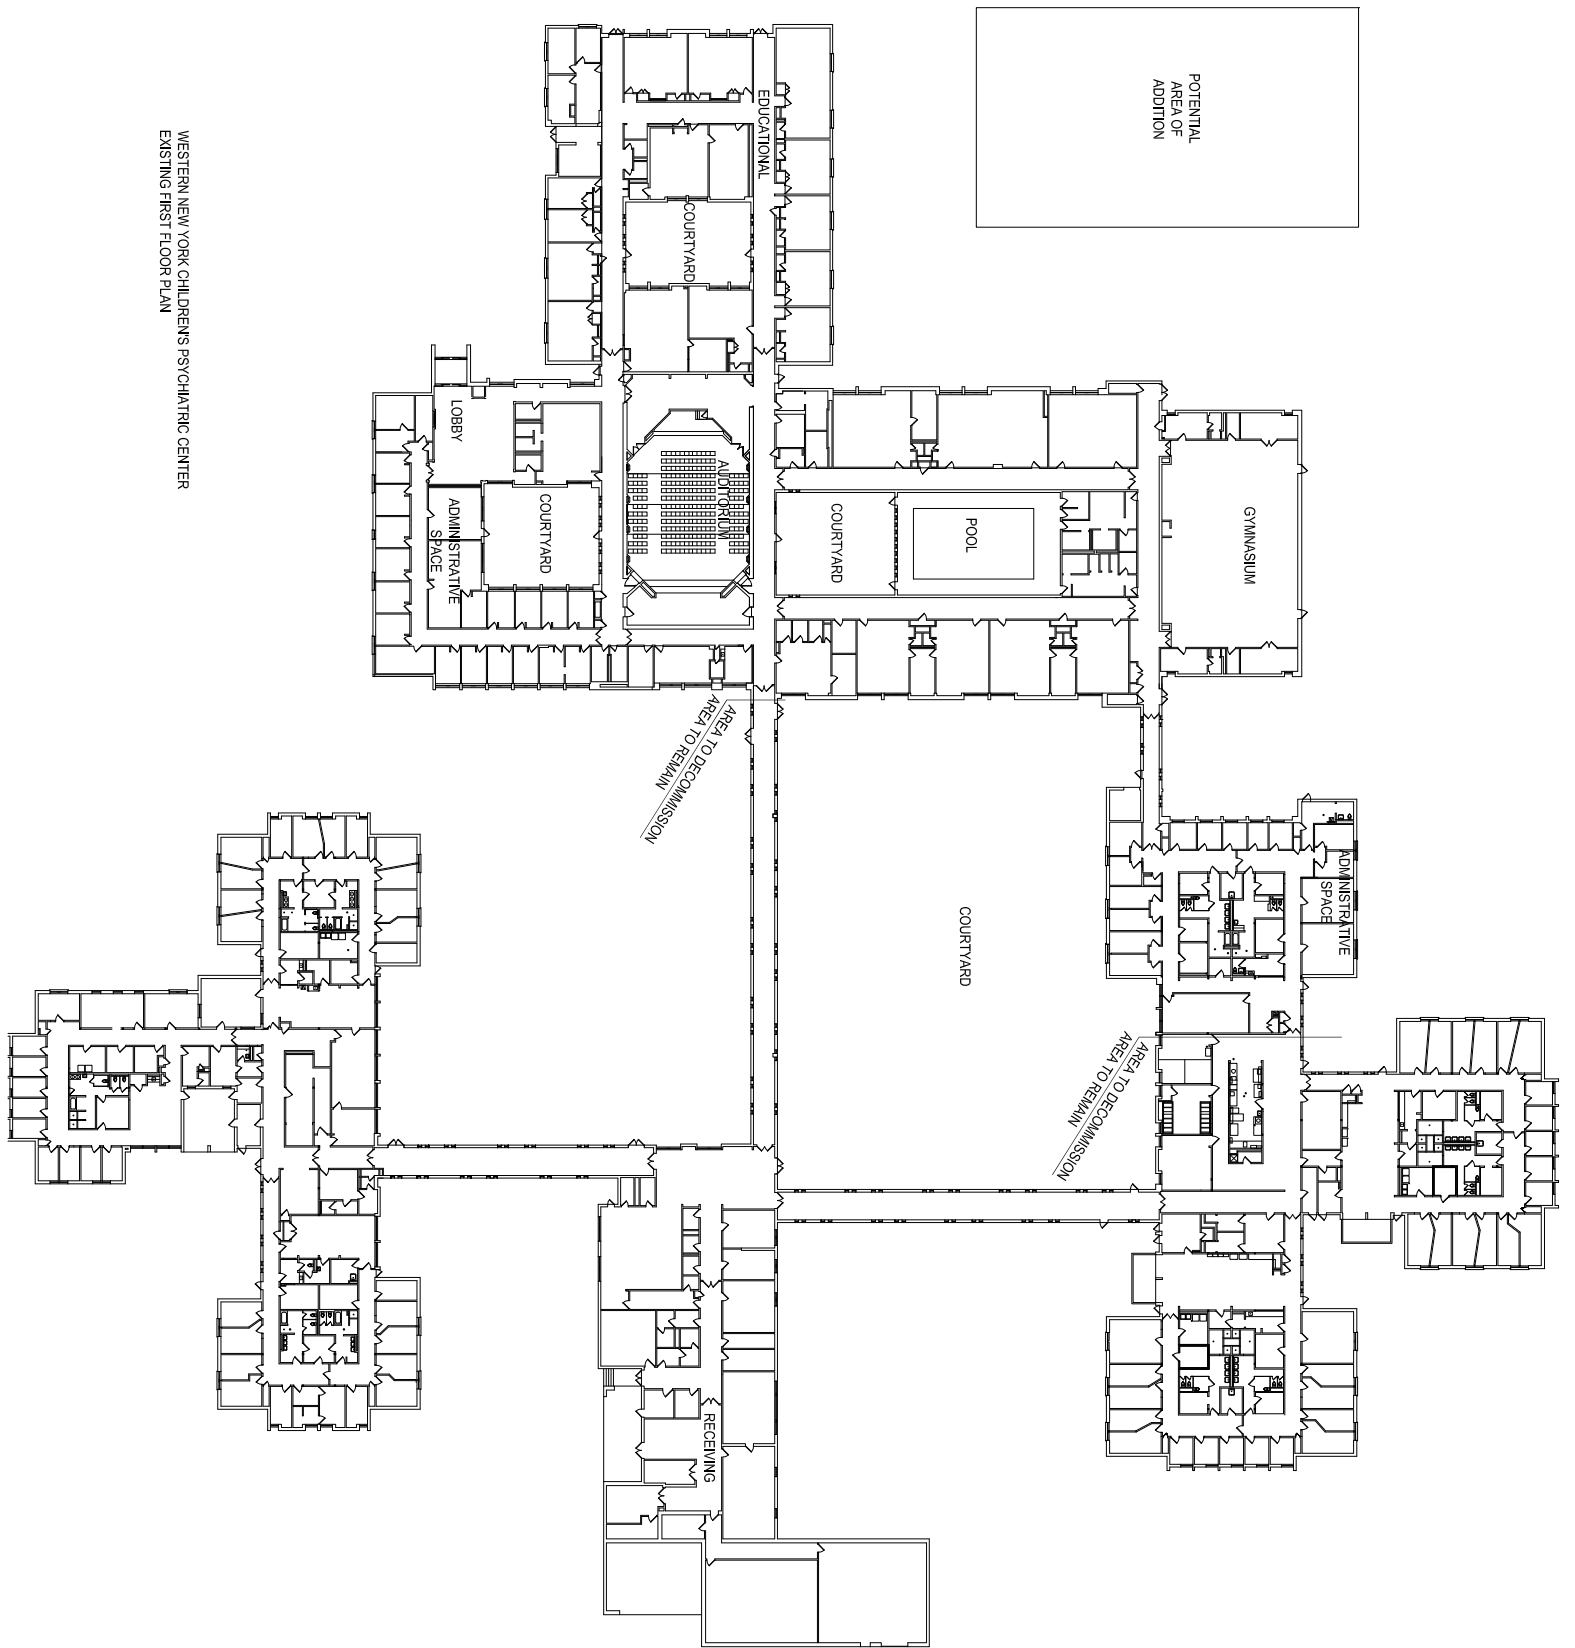 POTENTIAL
AREA OF
ADDITION
EDUCATIONAL
COURTYARD
WESTERN NEW YORK CHILDREN'S PSYCHIATRIC CENTER
EXISTING FIRST FLOOR PLAN
LOBBY
AUDITORIUM
ADMINISTRATIVE
SPACE
COURTYARD
COURTYARD
POOL
GYMNASIUM
AREA TO DECOMMISSION
AREA TO REMAIN
ADMINISTRATIVE
SPACE
COURTYARD
AREA TO DECOMMISSION
AREA TO REMAIN
RECEIVING